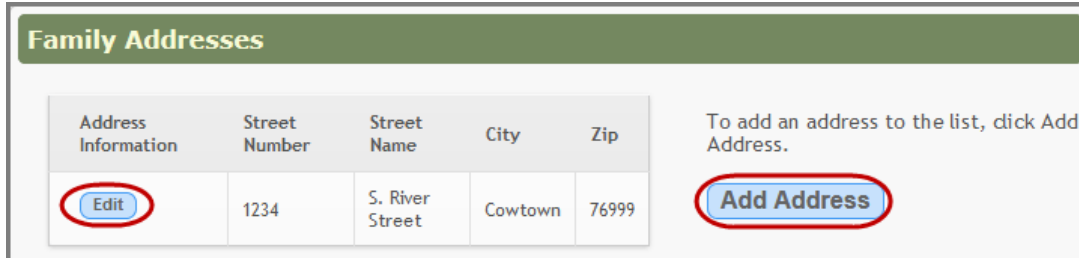 Family Addresses
Address Information
Street Number
Street Name
City
Zip
Edit
1234
S. River Street
Cowtown
76999
To add an address to the list, click Add
Address.
Add Address